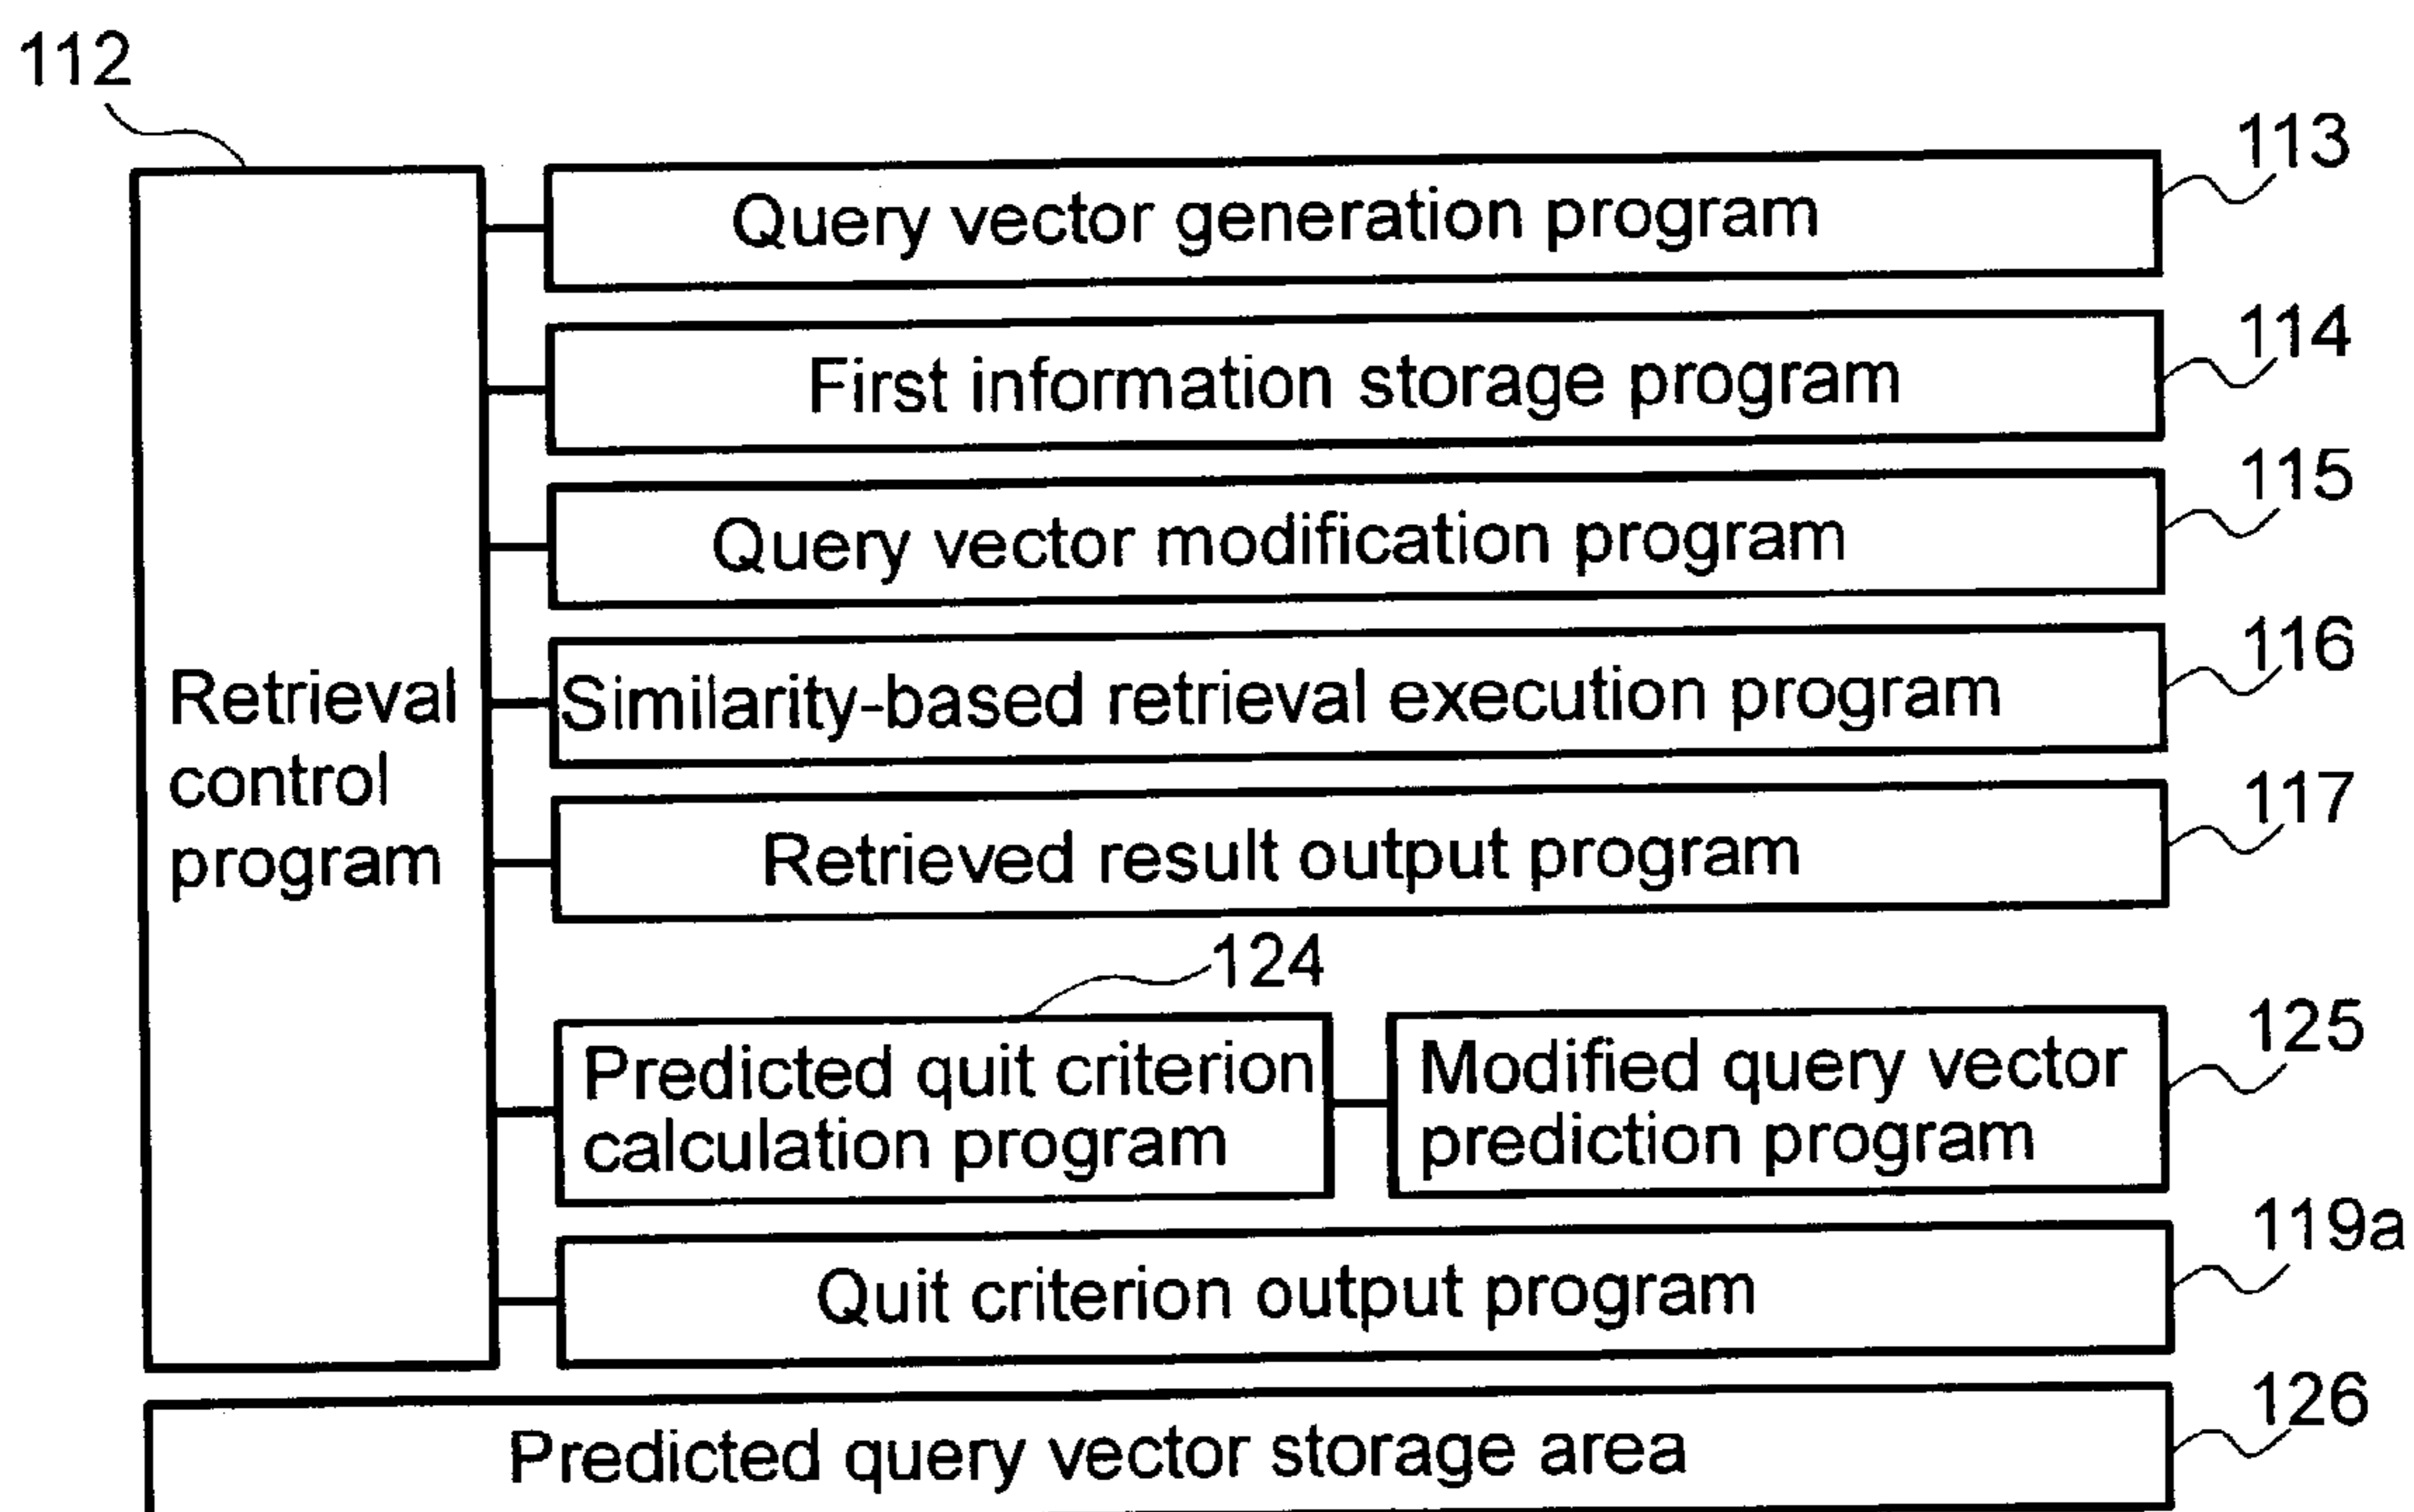 112
113
Query vector generation program
114
First information storage program
115
Query vector modification program
116
Retrieval
control
program
Similarity-based retrieval execution program
117
Retrieved result output program
124
125
Predicted quit criterion
calculation program
Modified query vector
prediction program
119a
Quit criterion output program
126
Predicted query vector storage area